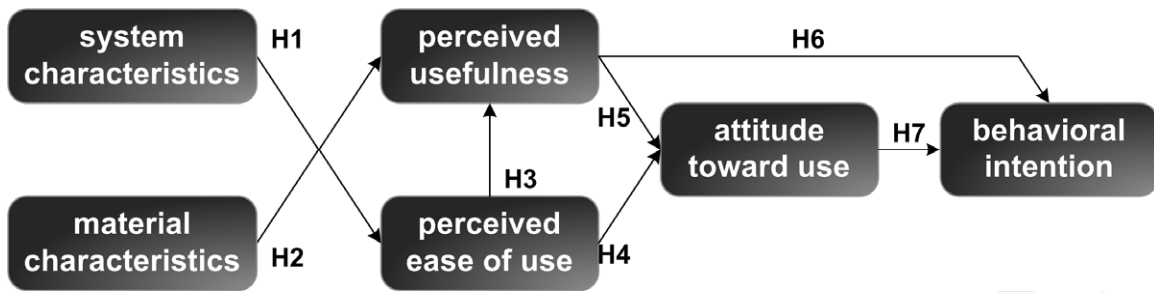 system
characteristics
H1
perceived
usefulness
H6
H5
attitude
toward use
H7
behavioral
intention
material
characteristics
H2
H3
perceived
ease of use
H4